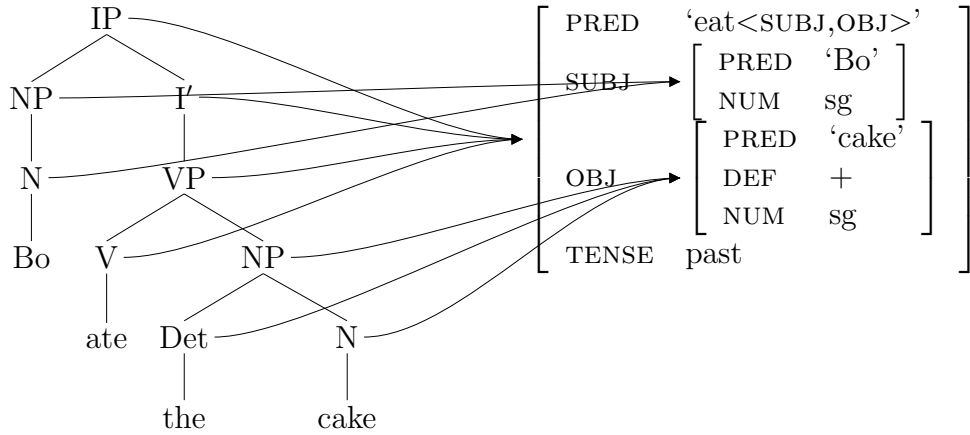 IP
NP I′
N VP
Bo V NP
ate Det N
the cake
PRED ‘eat<SUBJ,OBJ>’
SUBJ
PRED ‘Bo’
NUM sg
OBJ
PRED ‘cake’
DEF +
NUM sg
TENSE past